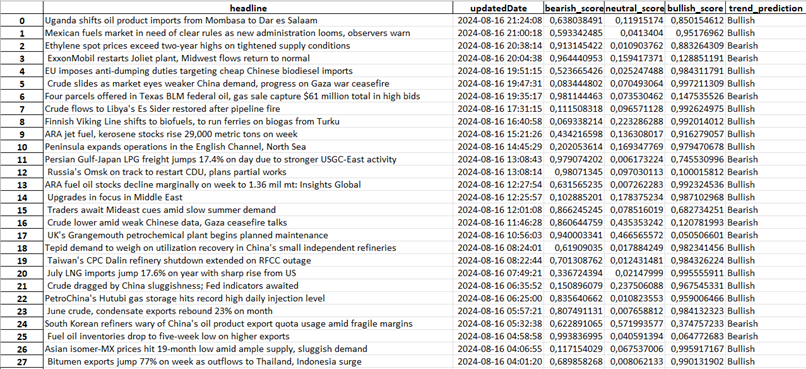 headline updatedDate bearish_score neutral_score bullish_score trend_prediction
0 Uganda shifts oil product imports from Mombasa to Dar es Salaam 2024-08-16 21:24:08 0,638038491 0,11915174 0,850154612 Bullish
1 Mexican fuels market in need of clear rules as new administration looms, observers warn 2024-08-16 21:00:18 0,593342485 0,0413404 0,95176962 Bullish
2 Ethylene spot prices exceed two-year highs on tightened supply conditions 2024-08-16 20:38:14 0,913145422 0,010903762 0,883264309 Bearish
3 ExxonMobil restarts Joliet plant, Midwest flows return to normal 2024-08-16 20:04:38 0,964440953 0,159417371 0,128851191 Bearish
4 EU imposes anti-dumping duties targeting cheap Chinese biodiesel imports 2024-08-16 19:51:15 0,523665426 0,025247488 0,984311791 Bullish
5 Crude slides as market eyes weaker China demand, progress on Gaza war ceasefire 2024-08-16 19:47:31 0,083444802 0,070493064 0,997211309 Bullish
6 Four parcels offered in Texas BLM federal oil, gas sale capture $61 million total in high bids 2024-08-16 19:35:17 0,981144463 0,073530462 0,147535526 Bearish
7 Crude flows to Libya's Es Sider restored after pipeline fire 2024-08-16 17:31:15 0,111508318 0,096571128 0,992624975 Bullish
8 Finnish Viking Line shifts to biofuels, to run ferries on biogas from Turku 2024-08-16 16:40:58 0,069338214 0,223286288 0,992014012 Bullish
9 ARA jet fuel, kerosene stocks rise 29,000 metric tons on week 2024-08-16 15:21:26 0,434216598 0,136308017 0,916279057 Bullish
10 Peninsula expands operations in the English Channel, North Sea 2024-08-16 14:45:29 0,202053614 0,169347769 0,979470678 Bullish
11 Persian Gulf-Japan LPG freight jumps 17.4% on day due to stronger USGC-East activity 2024-08-16 13:08:43 0,979074202 0,006173224 0,745530996 Bearish
12 Russia's Omsk on track to restart CDU, plans partial works 2024-08-16 13:08:14 0,98071345 0,097030113 0,100015812 Bearish
13 ARA fuel oil stocks decline marginally on week to 1.36 mil mt: Insights Global 2024-08-16 12:27:54 0,631565235 0,007262283 0,992324536 Bullish
14 Upgrades in focus in Middle East 2024-08-16 12:25:57 0,102885201 0,178375234 0,987102968 Bullish
15 Traders await Mideast cues amid slow summer demand 2024-08-16 12:01:08 0,866245245 0,078510619 0,682734251 Bearish
16 Crude lower amid weak Chinese data, Gaza ceasefire talks 2024-08-16 11:46:28 0,860644759 0,435353242 0,120781993 Bearish
17 UK's Grangemouth petrochemical plant begins planned maintenance 2024-08-16 10:56:03 0,940003341 0,466565572 0,050506601 Bearish
18 Tepid demand to weigh on utilization recovery in China's small independent refineries 2024-08-16 08:24:01 0,61909035 0,017884249 0,982341456 Bullish
19 Taiwan's CPC Dalin refinery shutdown extended on RFCC outage 2024-08-16 08:22:44 0,701308762 0,012431481 0,984326224 Bullish
20 July LNG imports jump 17.6% on year with sharp rise from US 2024-08-16 07:49:21 0,336724394 0,02147999 0,995555911 Bullish
21 Crude dragged by China sluggishness; Fed indicators awaited 2024-08-16 06:35:52 0,150896079 0,237506088 0,967545331 Bullish
22 PetroChina's Hutubi gas storage hits record high daily injection level 2024-08-16 06:25:00 0,835640662 0,010823553 0,959006466 Bullish
23 June crude, condensate exports rebound 23% on month 2024-08-16 05:57:21 0,807491131 0,007658812 0,984132323 Bullish
24 South Korean refiners wary of China's oil product export quota usage amid fragile margins 2024-08-16 05:32:38 0,622891065 0,571993577 0,374757233 Bearish
25 Fuel oil inventories drop to five-week low on higher exports 2024-08-16 04:58:58 0,993836995 0,040591394 0,064772683 Bearish
26 Asian isomer-MX prices hit 19-month low amid ample supply, sluggish demand 2024-08-16 04:06:55 0,117154029 0,067537006 0,995917167 Bullish
27 Bitumen exports jump 77% on week as outflows to Thailand, Indonesia surge 2024-08-16 04:01:20 0,689858268 0,008062133 0,990131902 Bullish